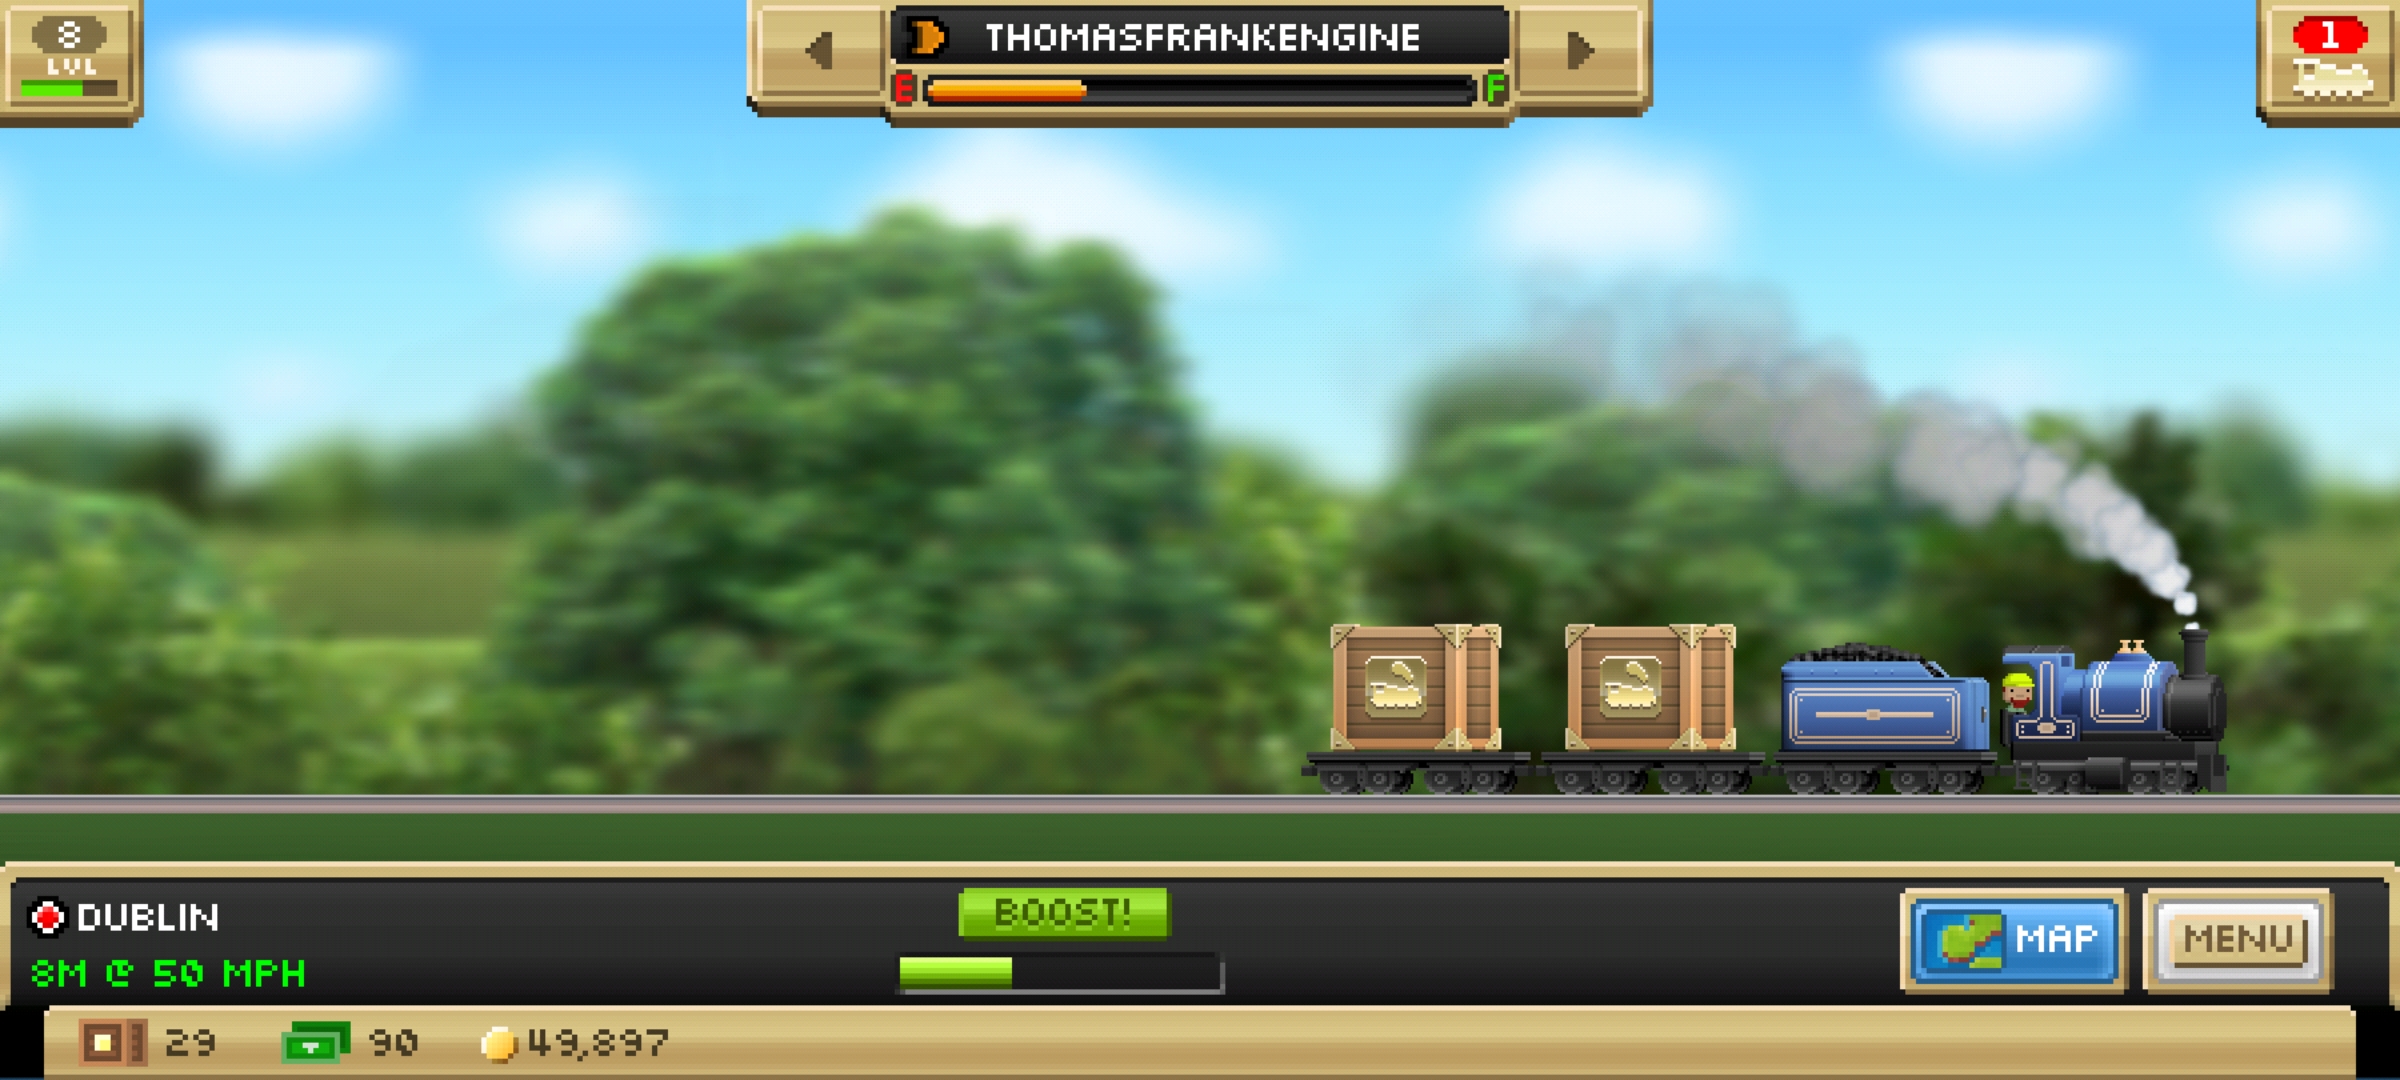 8
LVL
THOMASFRANKENGINE
E F
1
DUBLIN
8M @ 50 MPH
BOOST!
MAP
MENU
29 90 49,897